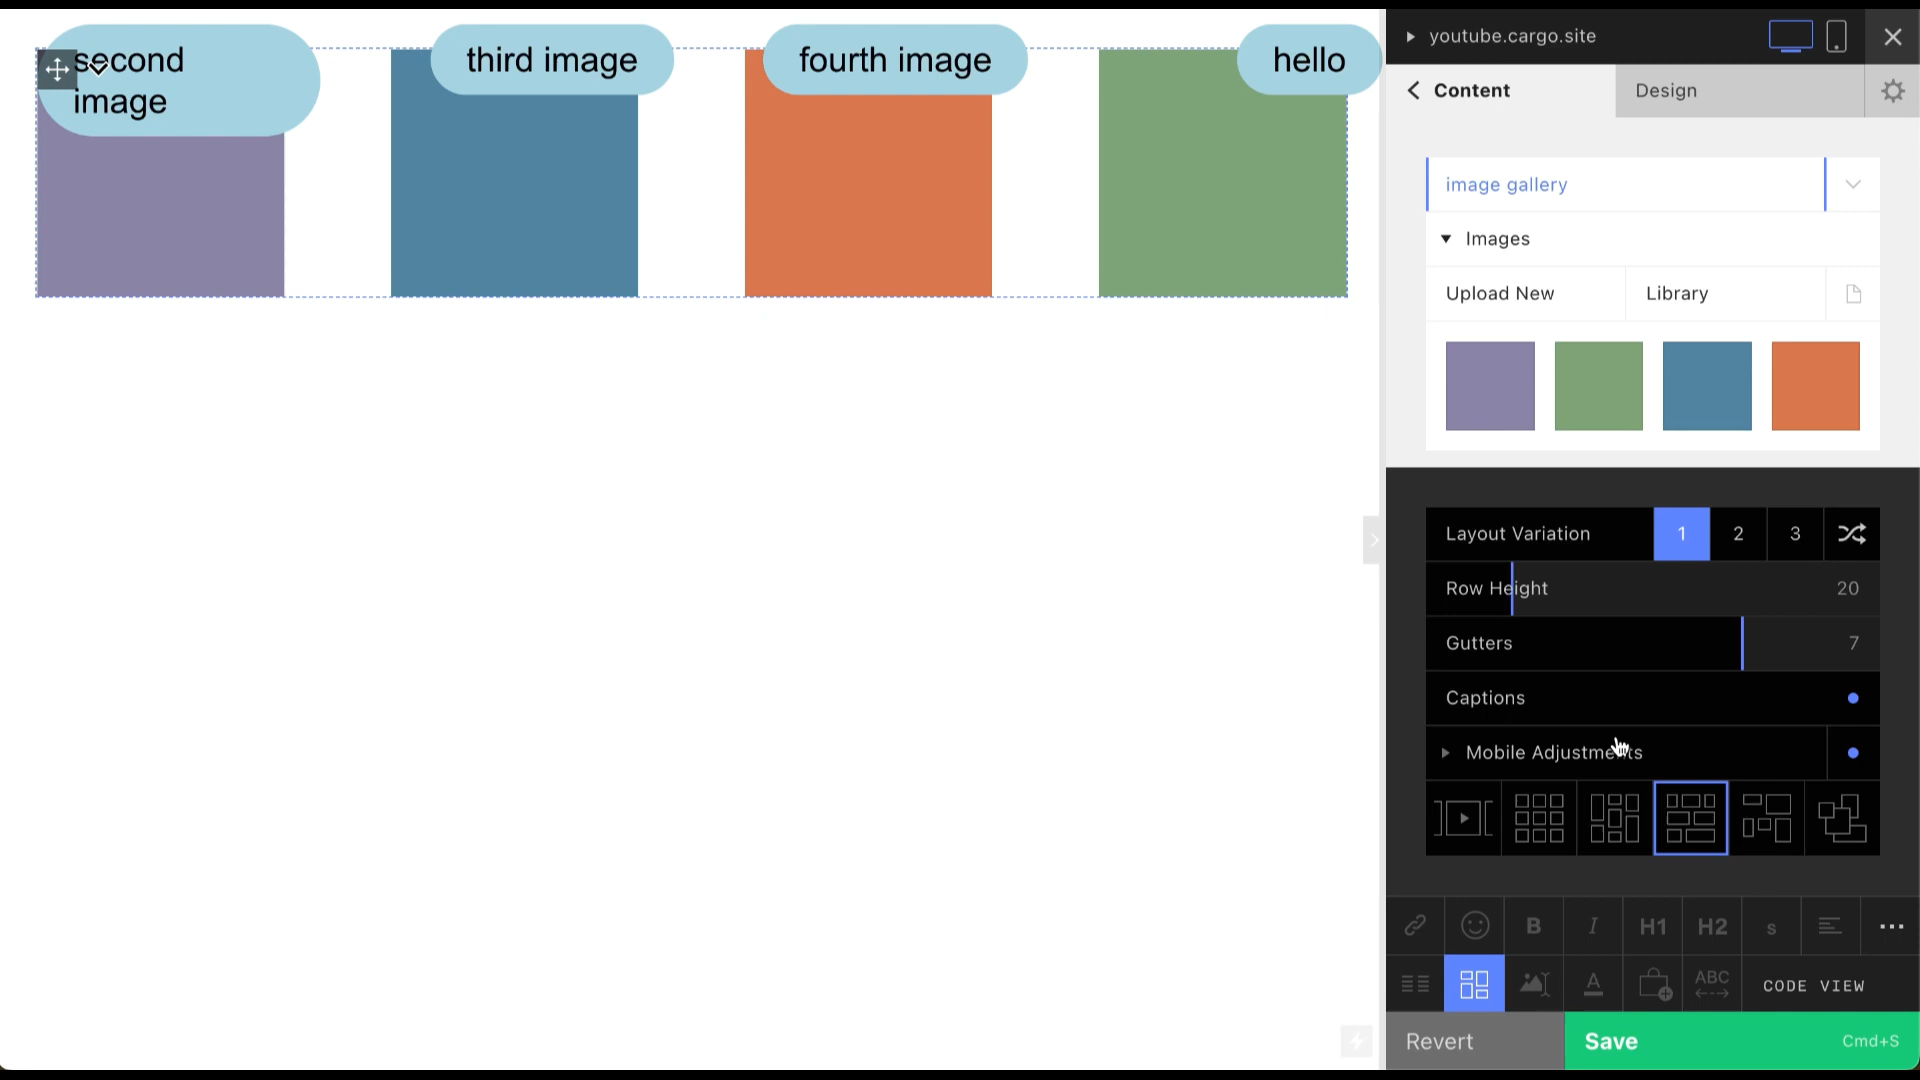 second
image
third image
fourth image
hello
youtube.cargo.site
Content
Design
image gallery
Images
Upload New
Library
Layout Variation
1
2
3
Row Height
20
Gutters
7
Captions
Mobile Adjustments
B
I
H1
H2
s
A
ABC
CODE VIEW
Revert
Save
Cmd+S